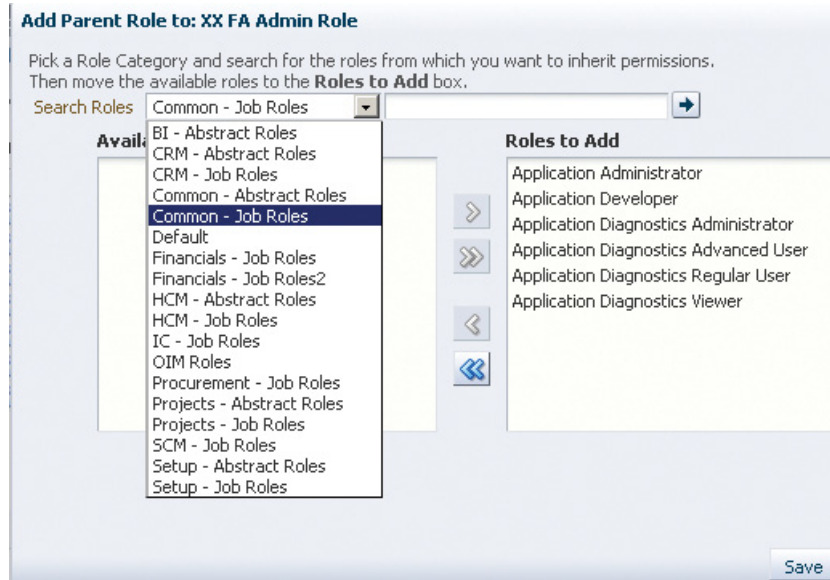 Add Parent Role to: XX FA Admin Role
Pick a Role Category and search for the roles from which you want to inherit permissions.
Then move the available roles to the Roles to Add box.
Search Roles Common - Job Roles
BI - Abstract Roles
CRM - Abstract Roles
CRM - Job Roles
Common - Abstract Roles
Common - Job Roles
Default
Financials - Job Roles
Financials - Job Roles2
HCM - Abstract Roles
HCM - Job Roles
IC - Job Roles
OIM Roles
Procurement - Job Roles
Projects - Abstract Roles
Projects - Job Roles
SCM - Job Roles
Setup - Abstract Roles
Setup - Job Roles
Roles to Add
Application Administrator
Application Developer
Application Diagnostics Administrator
Application Diagnostics Advanced User
Application Diagnostics Regular User
Application Diagnostics Viewer
Save